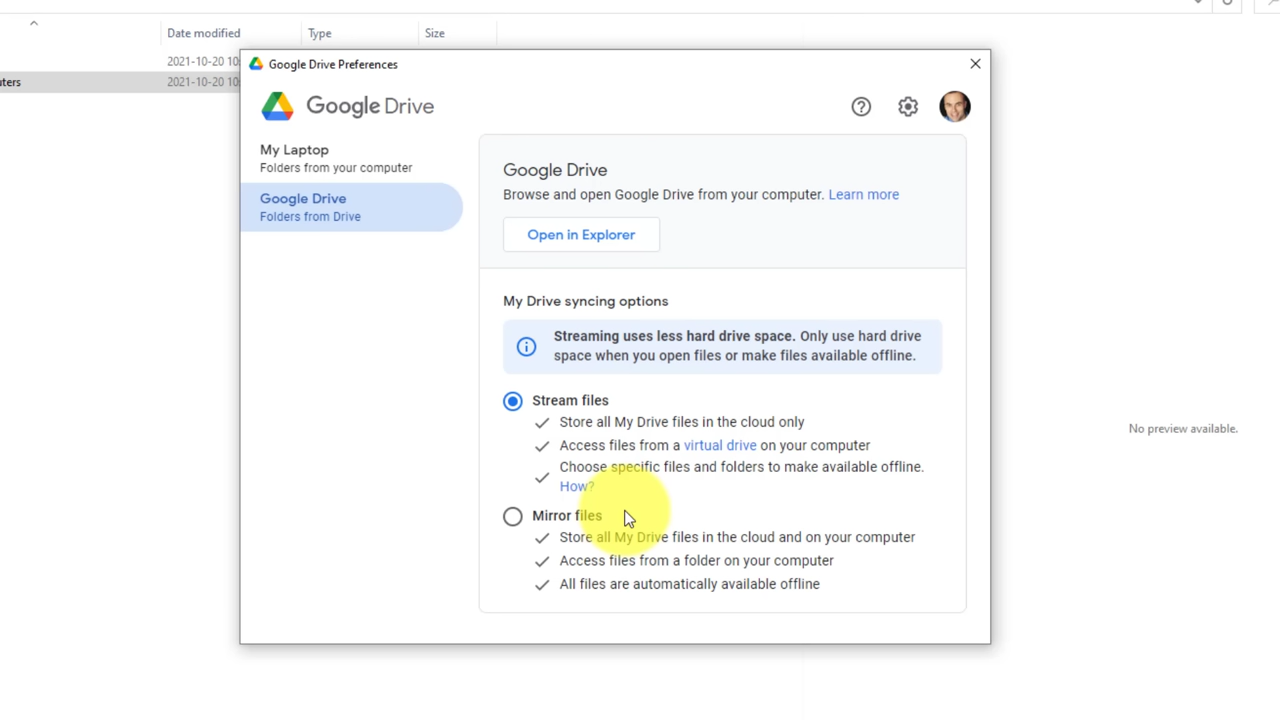 Date modified
Type
Size
2021-10-20 10:
uters
2021-10-20 10:
Google Drive Preferences
Google Drive
My Laptop
Folders from your computer
Google Drive
Folders from Drive
Google Drive
Browse and open Google Drive from your computer. Learn more
Open in Explorer
My Drive syncing options
Streaming uses less hard drive space. Only use hard drive
space when you open files or make files available offline.
Stream files
Store all My Drive files in the cloud only
Access files from a virtual drive on your computer
Choose specific files and folders to make available offline.
How?
Mirror files
Store all My Drive files in the cloud and on your computer
Access files from a folder on your computer
All files are automatically available offline
No preview available.